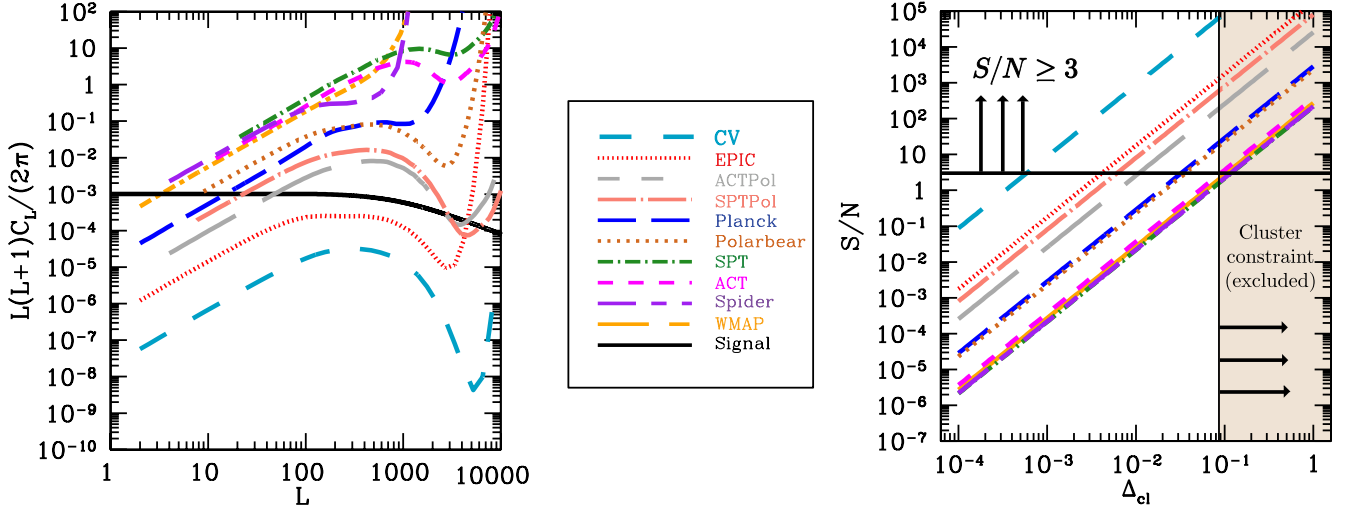 10²
10
1
10⁻¹
10⁻²
10⁻³
10⁻⁴
10⁻⁵
10⁻⁶
10⁻⁷
10⁻⁸
10⁻⁹
10⁻¹⁰
L(L+1)C_L/(2π)
1
10
100
1000
10000
L
CV
EPIC
ACTPol
SPTPol
Planck
Polarbear
SPT
ACT
Spider
WMAP
Signal
10⁵
10⁴
10³
10²
10
1
10⁻¹
10⁻²
10⁻³
10⁻⁴
10⁻⁵
10⁻⁶
10⁻⁷
S/N
S/N ≥ 3
Cluster
constraint
(excluded)
10⁻⁴
10⁻³
10⁻²
10⁻¹
1
Δ_cl